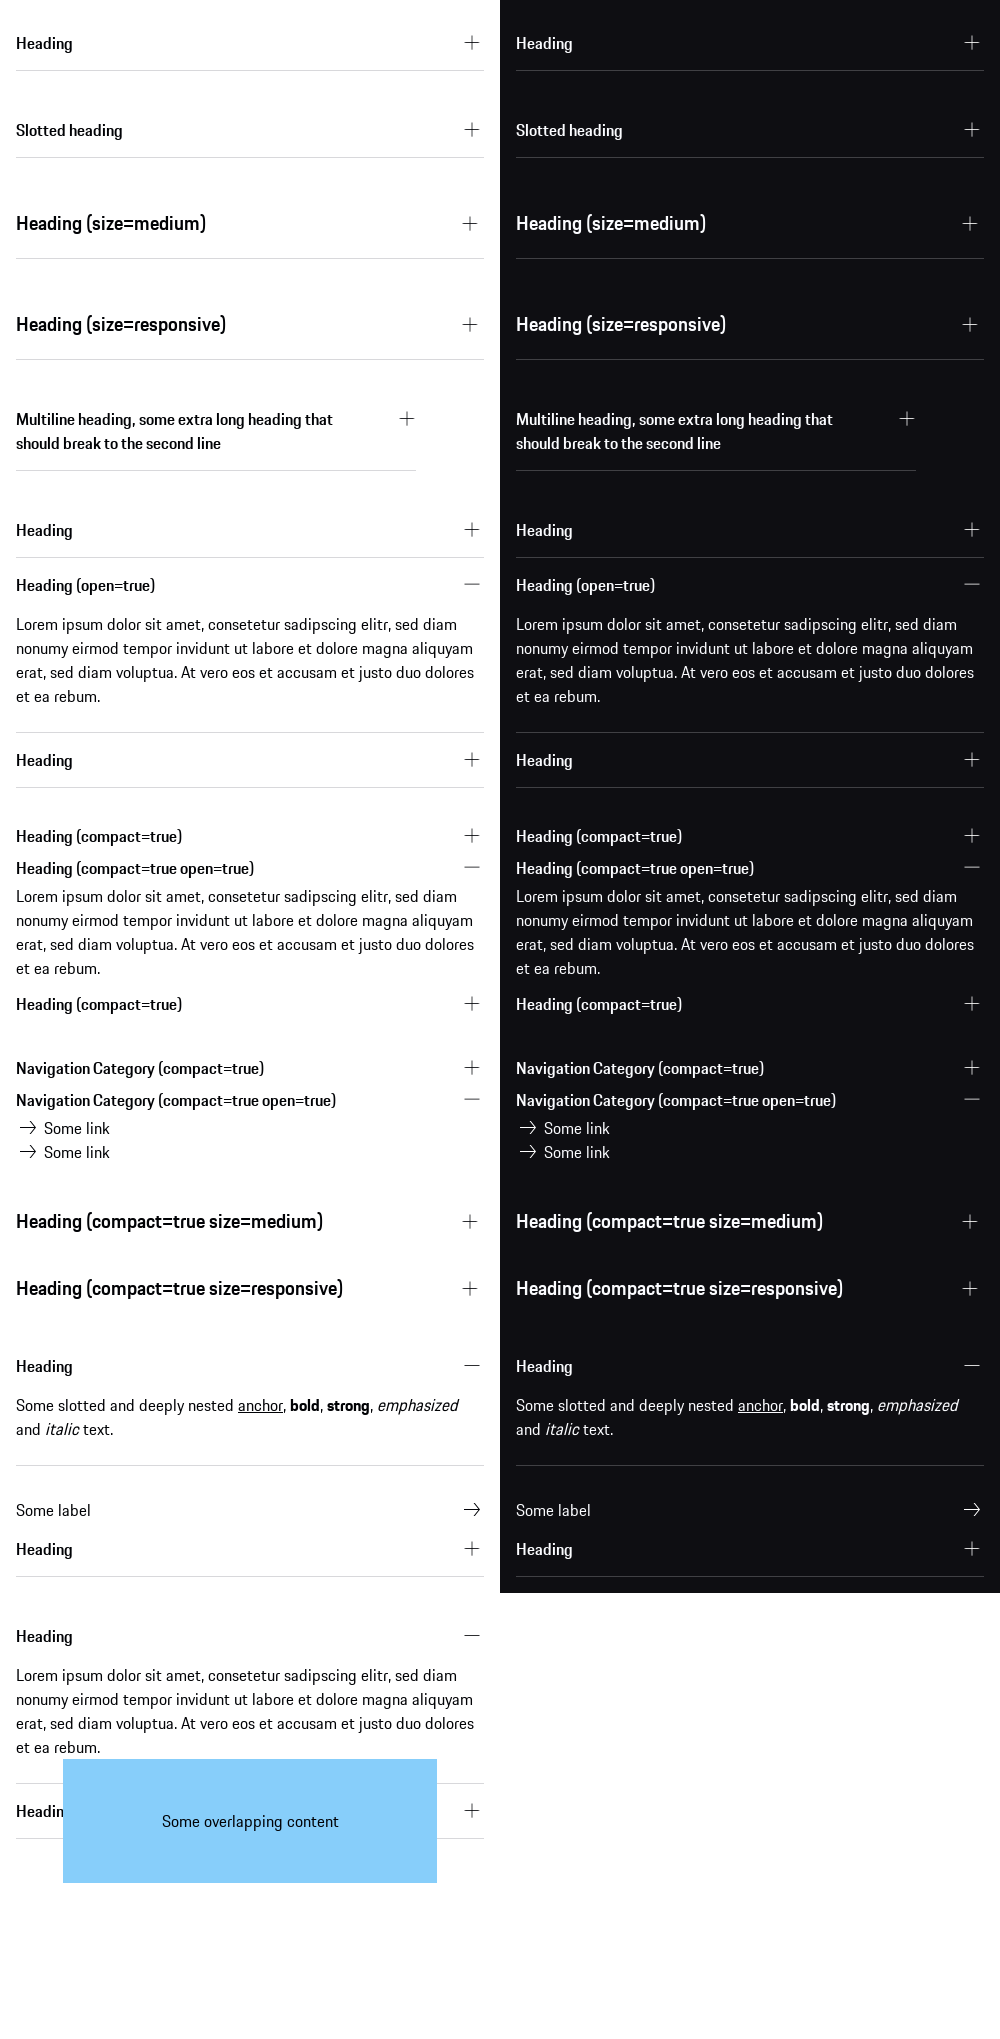 Heading
Slotted heading
Heading (size=medium)
Heading (size=responsive)
Multiline heading, some extra long heading that
should break to the second line
Heading
Heading (open=true)
Lorem ipsum dolor sit amet, consetetur sadipscing elitr, sed diam
nonumy eirmod tempor invidunt ut labore et dolore magna aliquyam
erat, sed diam voluptua. At vero eos et accusam et justo duo dolores
et ea rebum.
Heading
Heading (compact=true)
Heading (compact=true open=true)
Lorem ipsum dolor sit amet, consetetur sadipscing elitr, sed diam
nonumy eirmod tempor invidunt ut labore et dolore magna aliquyam
erat, sed diam voluptua. At vero eos et accusam et justo duo dolores
et ea rebum.
Heading (compact=true)
Navigation Category (compact=true)
Navigation Category (compact=true open=true)
Some link
Some link
Heading (compact=true size=medium)
Heading (compact=true size=responsive)
Heading
Some slotted and deeply nested anchor, bold, strong, emphasized
and italic text.
Some label
Heading
Heading
Lorem ipsum dolor sit amet, consetetur sadipscing elitr, sed diam
nonumy eirmod tempor invidunt ut labore et dolore magna aliquyam
erat, sed diam voluptua. At vero eos et accusam et justo duo dolores
et ea rebum.
Headin
Some overlapping content
Heading
Slotted heading
Heading (size=medium)
Heading (size=responsive)
Multiline heading, some extra long heading that
should break to the second line
Heading
Heading (open=true)
Lorem ipsum dolor sit amet, consetetur sadipscing elitr, sed diam
nonumy eirmod tempor invidunt ut labore et dolore magna aliquyam
erat, sed diam voluptua. At vero eos et accusam et justo duo dolores
et ea rebum.
Heading
Heading (compact=true)
Heading (compact=true open=true)
Lorem ipsum dolor sit amet, consetetur sadipscing elitr, sed diam
nonumy eirmod tempor invidunt ut labore et dolore magna aliquyam
erat, sed diam voluptua. At vero eos et accusam et justo duo dolores
et ea rebum.
Heading (compact=true)
Navigation Category (compact=true)
Navigation Category (compact=true open=true)
Some link
Some link
Heading (compact=true size=medium)
Heading (compact=true size=responsive)
Heading
Some slotted and deeply nested anchor, bold, strong, emphasized
and italic text.
Some label
Heading